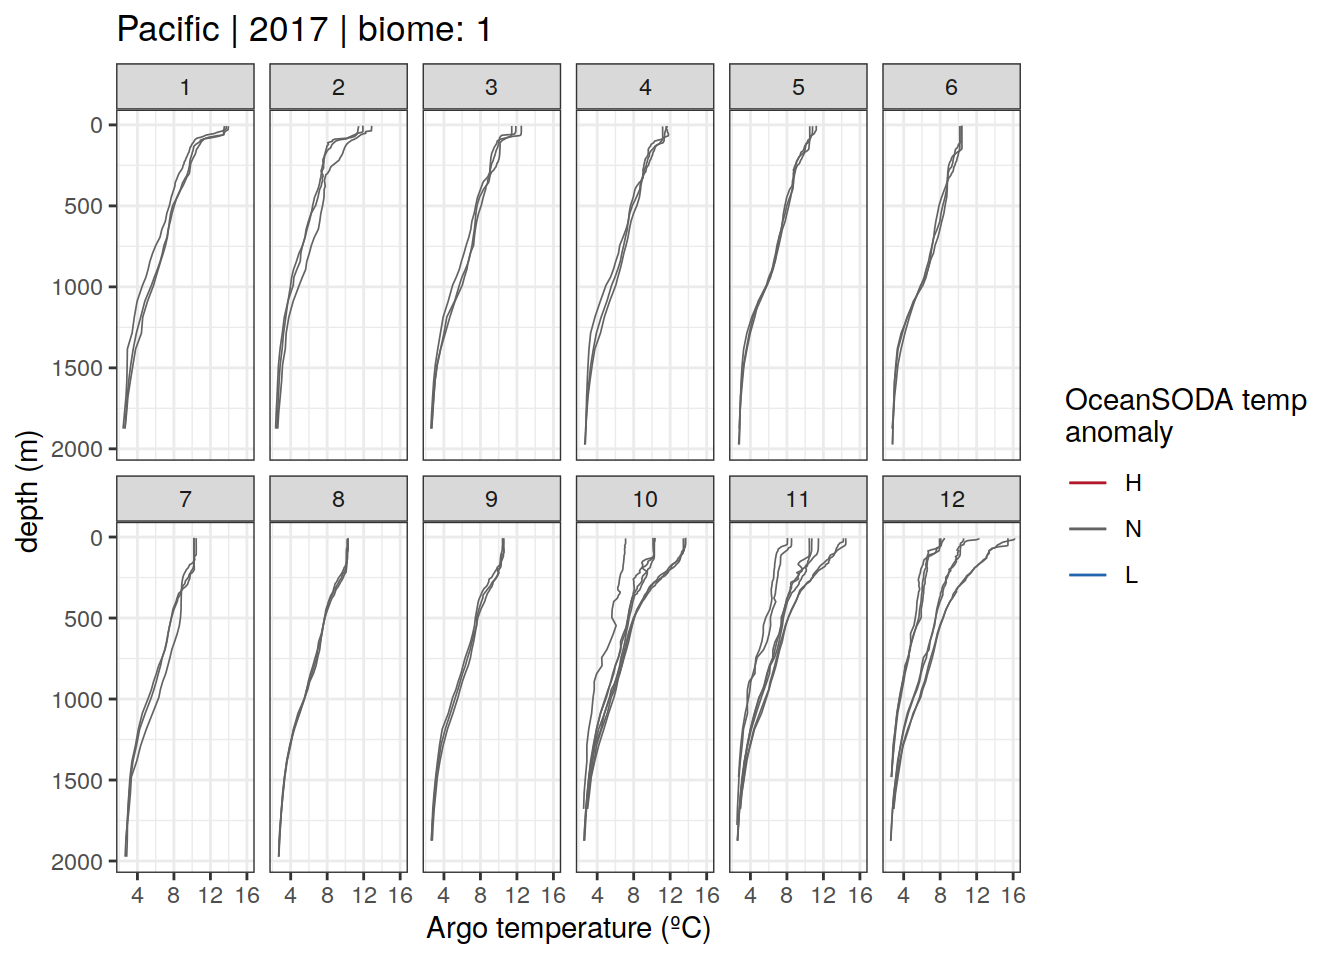 Pacific | 2017 | biome: 1
1 2 3 4 5 6
0
500
1000
1500
2000
7 8 9 10 11 12
0
500
1000
1500
2000
4 8 12 16 4 8 12 16 4 8 12 16 4 8 12 16 4 8 12 16 4 8 12 16
Argo temperature (ºC)
depth (m)
OceanSODA temp
anomaly
H
N
L